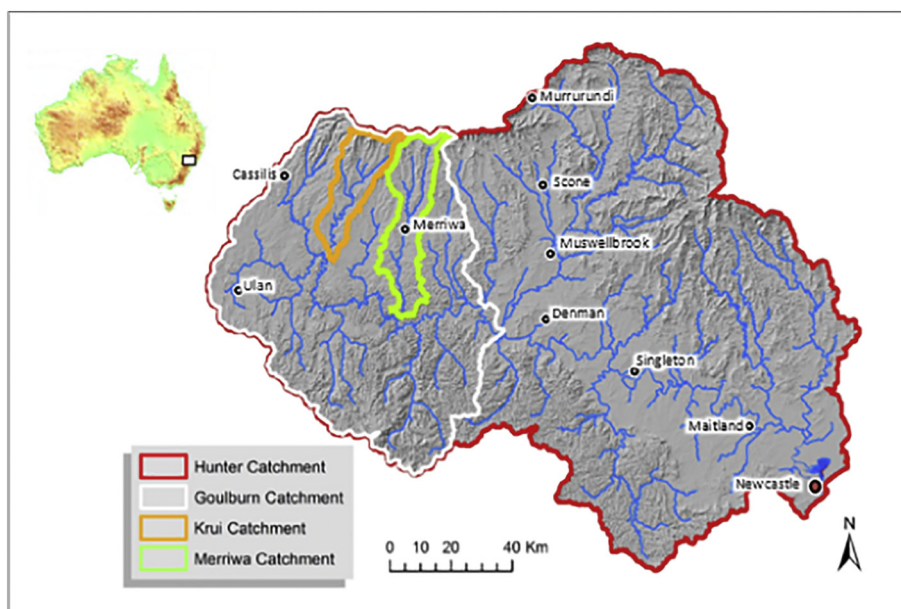 Murrurundi
Cassilis
Scone
Merriwa
Muswellbrook
Ulan
Denman
Singleton
Maitland
Newcastle
Hunter Catchment
Goulburn Catchment
Krui Catchment
Merriwa Catchment
0 5 10 20 40 Km
N